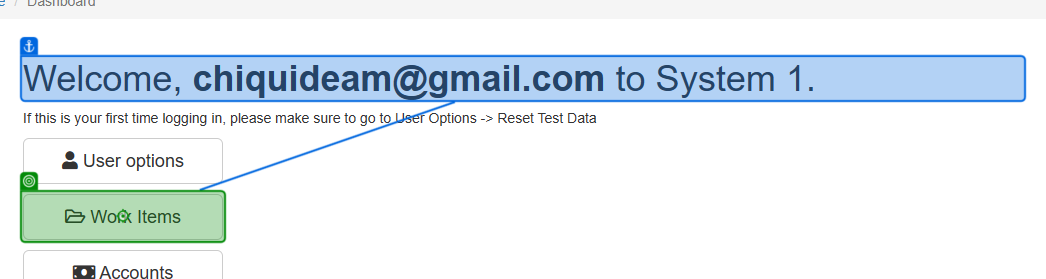 / Dashboard
Welcome, chiquideam@gmail.com to System 1.
If this is your first time logging in, please make sure to go to User Options -> Reset Test Data
User options
Work Items
Accounts